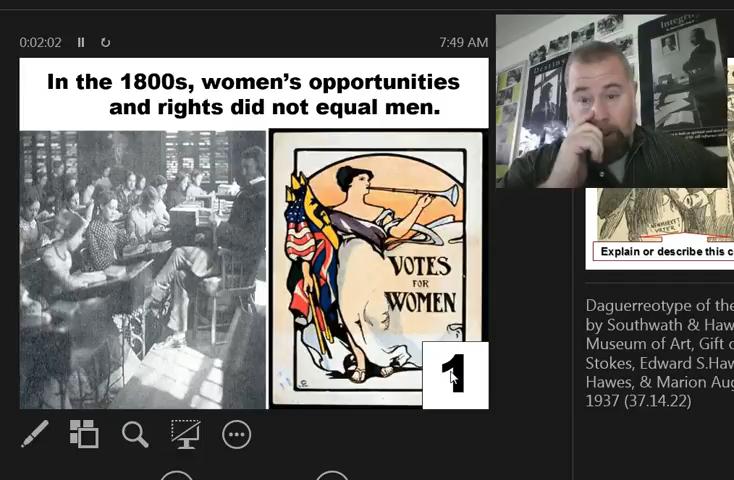 0:02:02
7:49 AM
In the 1800s, women's opportunities
and rights did not equal men.
VOTES
FOR
WOMEN
1
Destiny
Integrity
Explain or describe this c
Daguerreotype of the
by Southwath & Haw
Museum of Art, Gift o
Stokes, Edward S.Haw
Hawes, & Marion Aug
1937 (37.14.22)